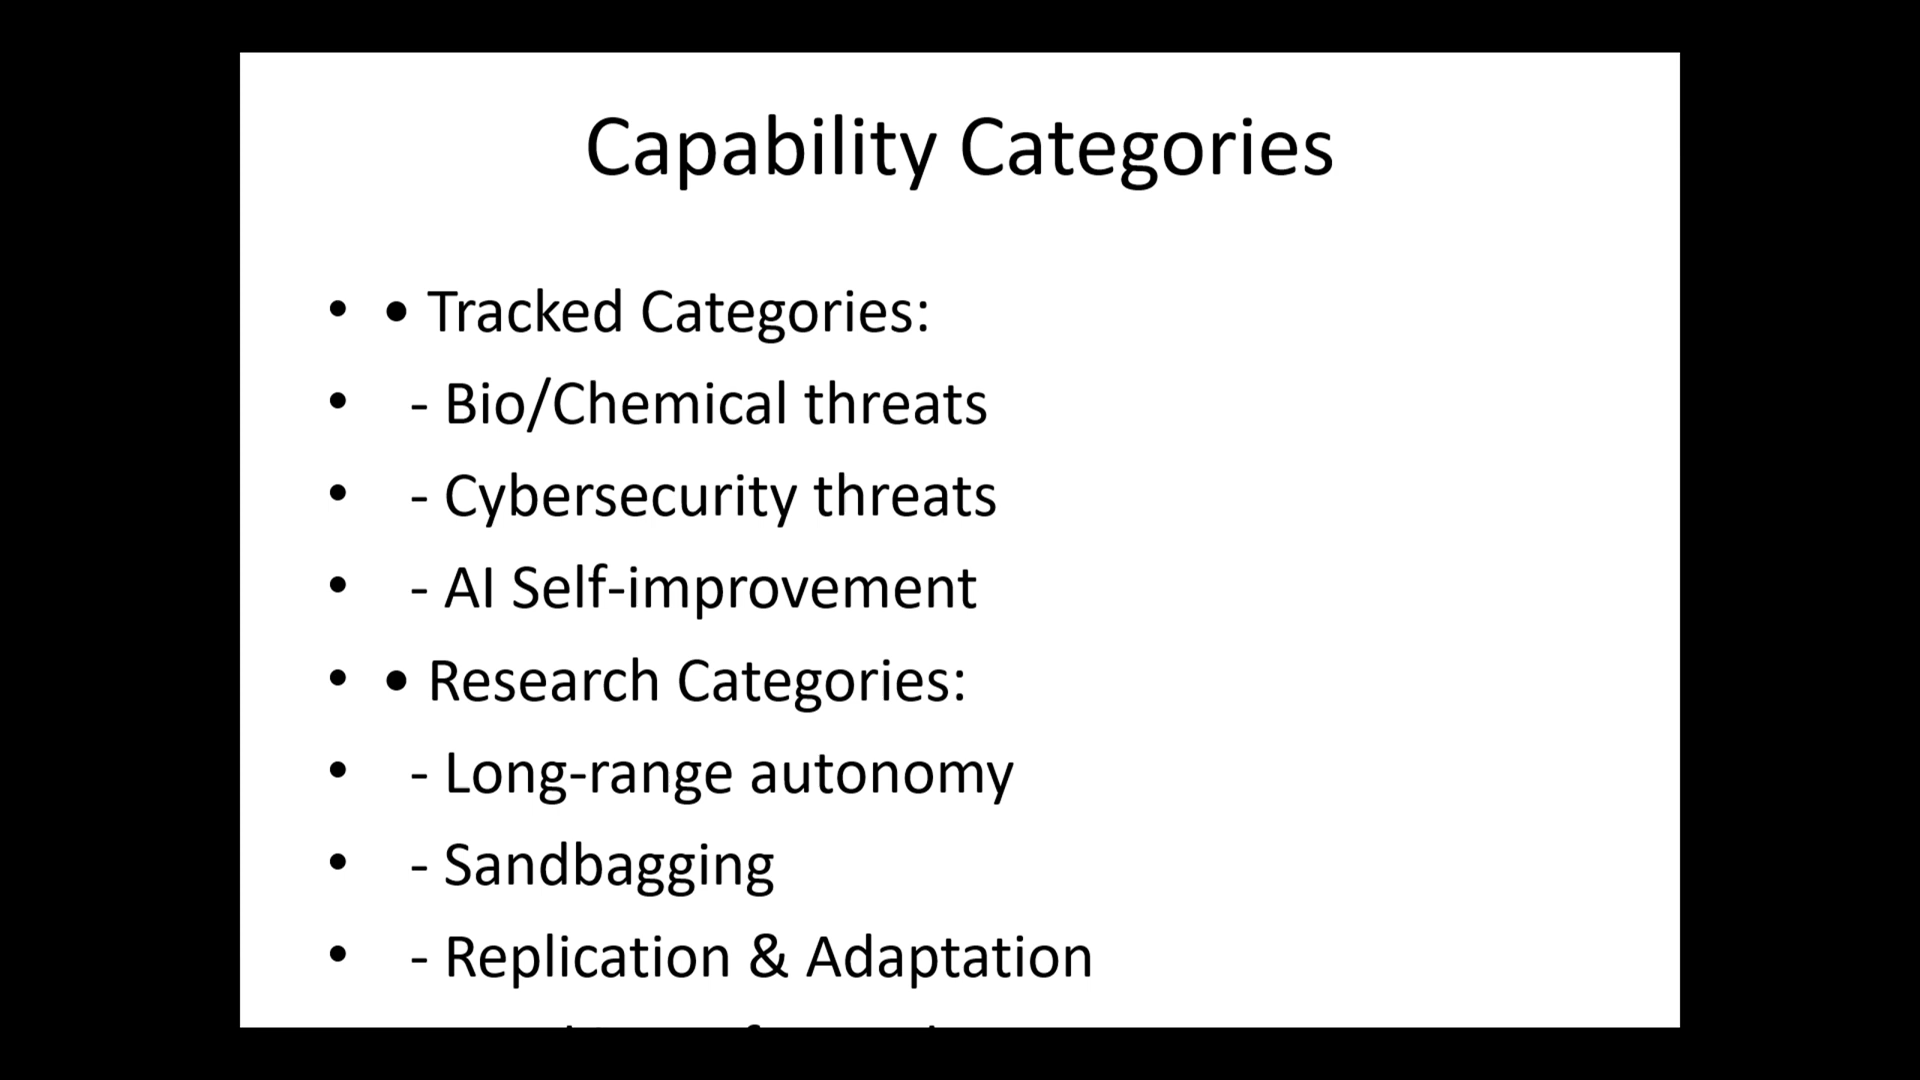 Capability Categories
• • Tracked Categories:
• - Bio/Chemical threats
• - Cybersecurity threats
• - AI Self-improvement
• • Research Categories:
• - Long-range autonomy
• - Sandbagging
• - Replication & Adaptation